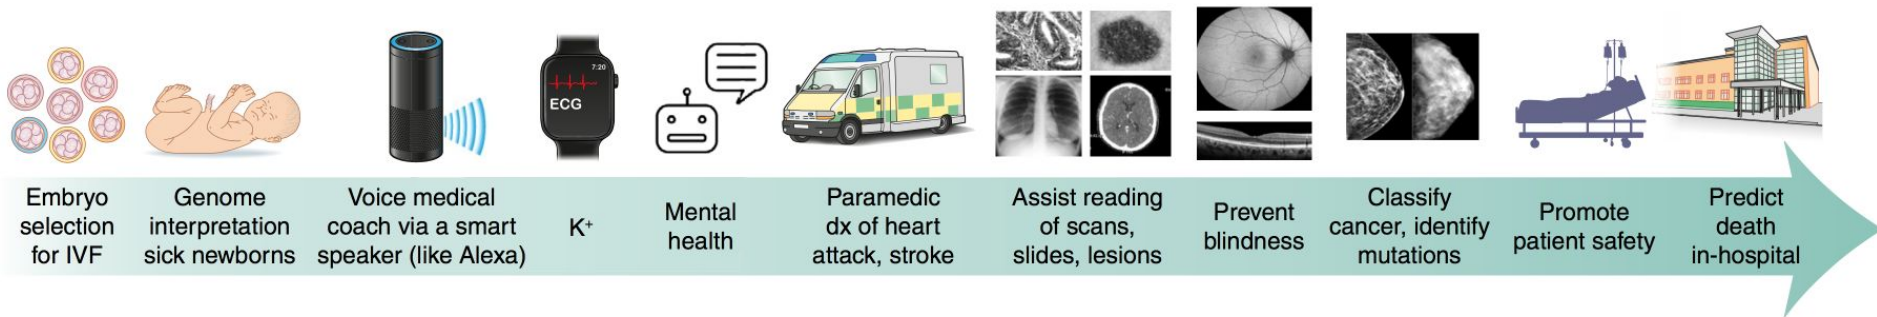 7:20
ECG
Embryo
selection
for IVF
Genome
interpretation
sick newborns
Voice medical
coach via a smart
speaker (like Alexa)
K⁺
Mental
health
Paramedic
dx of heart
attack, stroke
Assist reading
of scans,
slides, lesions
Prevent
blindness
Classify
cancer, identify
mutations
Promote
patient safety
Predict
death
in-hospital